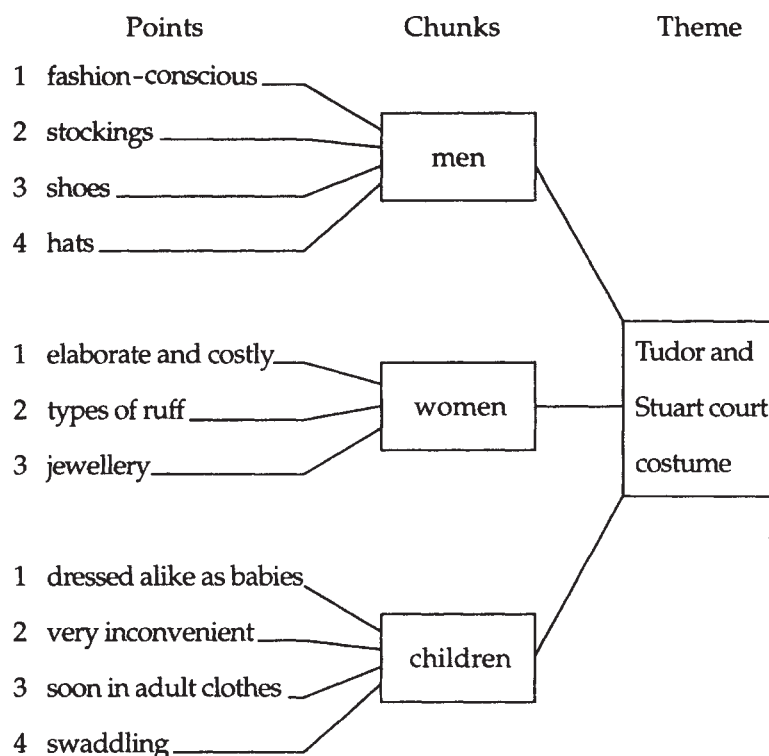 Points Chunks Theme
1 fashion-conscious
2 stockings
3 shoes
4 hats
men
1 elaborate and costly
2 types of ruff
3 jewellery
women
Tudor and
Stuart court
costume
1 dressed alike as babies
2 very inconvenient
3 soon in adult clothes
4 swaddling
children